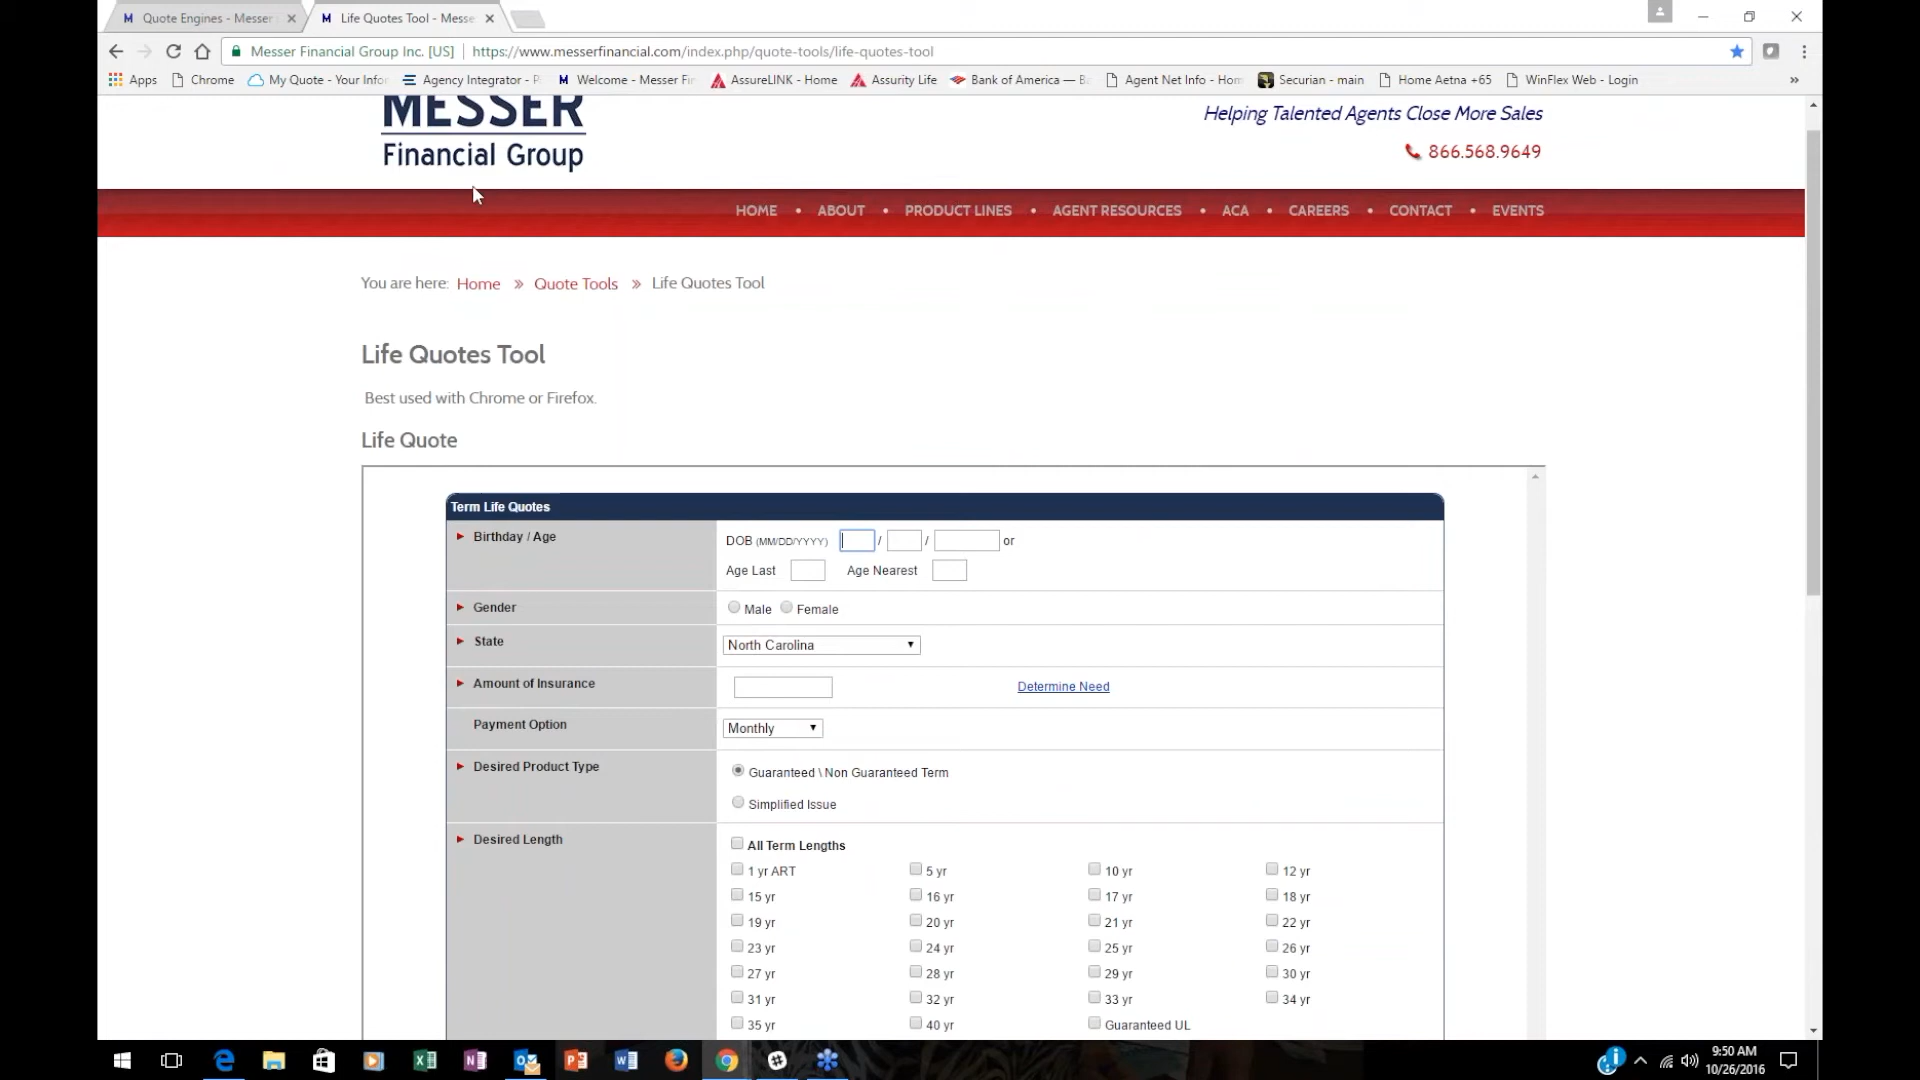 Quote Engines - Messer
Life Quotes Tool - Messe
Messer Financial Group Inc. [US]
https://www.messerfinancial.com/index.php/quote-tools/life-quotes-tool
Apps
Chrome
My Quote - Your Info
Agency Integrator - P
Welcome - Messer Fin
AssureLINK - Home
Assurity Life
Bank of America — B
Agent Net Info - Hom
Securian - main
Home Aetna +65
WinFlex Web - Login
»
MESSER
Financial Group
Helping Talented Agents Close More Sales
866.568.9649
HOME • ABOUT • PRODUCT LINES • AGENT RESOURCES • ACA • CAREERS • CONTACT • EVENTS
You are here: Home » Quote Tools » Life Quotes Tool
Life Quotes Tool
Best used with Chrome or Firefox.
Life Quote
Term Life Quotes
Birthday / Age
DOB (MM/DD/YYYY) / / or
Age Last Age Nearest
Gender
Male Female
State
North Carolina
Amount of Insurance
Determine Need
Payment Option
Monthly
Desired Product Type
Guaranteed \ Non Guaranteed Term
Simplified Issue
Desired Length
All Term Lengths
1 yr ART 5 yr 10 yr 12 yr
15 yr 16 yr 17 yr 18 yr
19 yr 20 yr 21 yr 22 yr
23 yr 24 yr 25 yr 26 yr
27 yr 28 yr 29 yr 30 yr
31 yr 32 yr 33 yr 34 yr
35 yr 40 yr Guaranteed UL
9:50 AM
10/26/2016